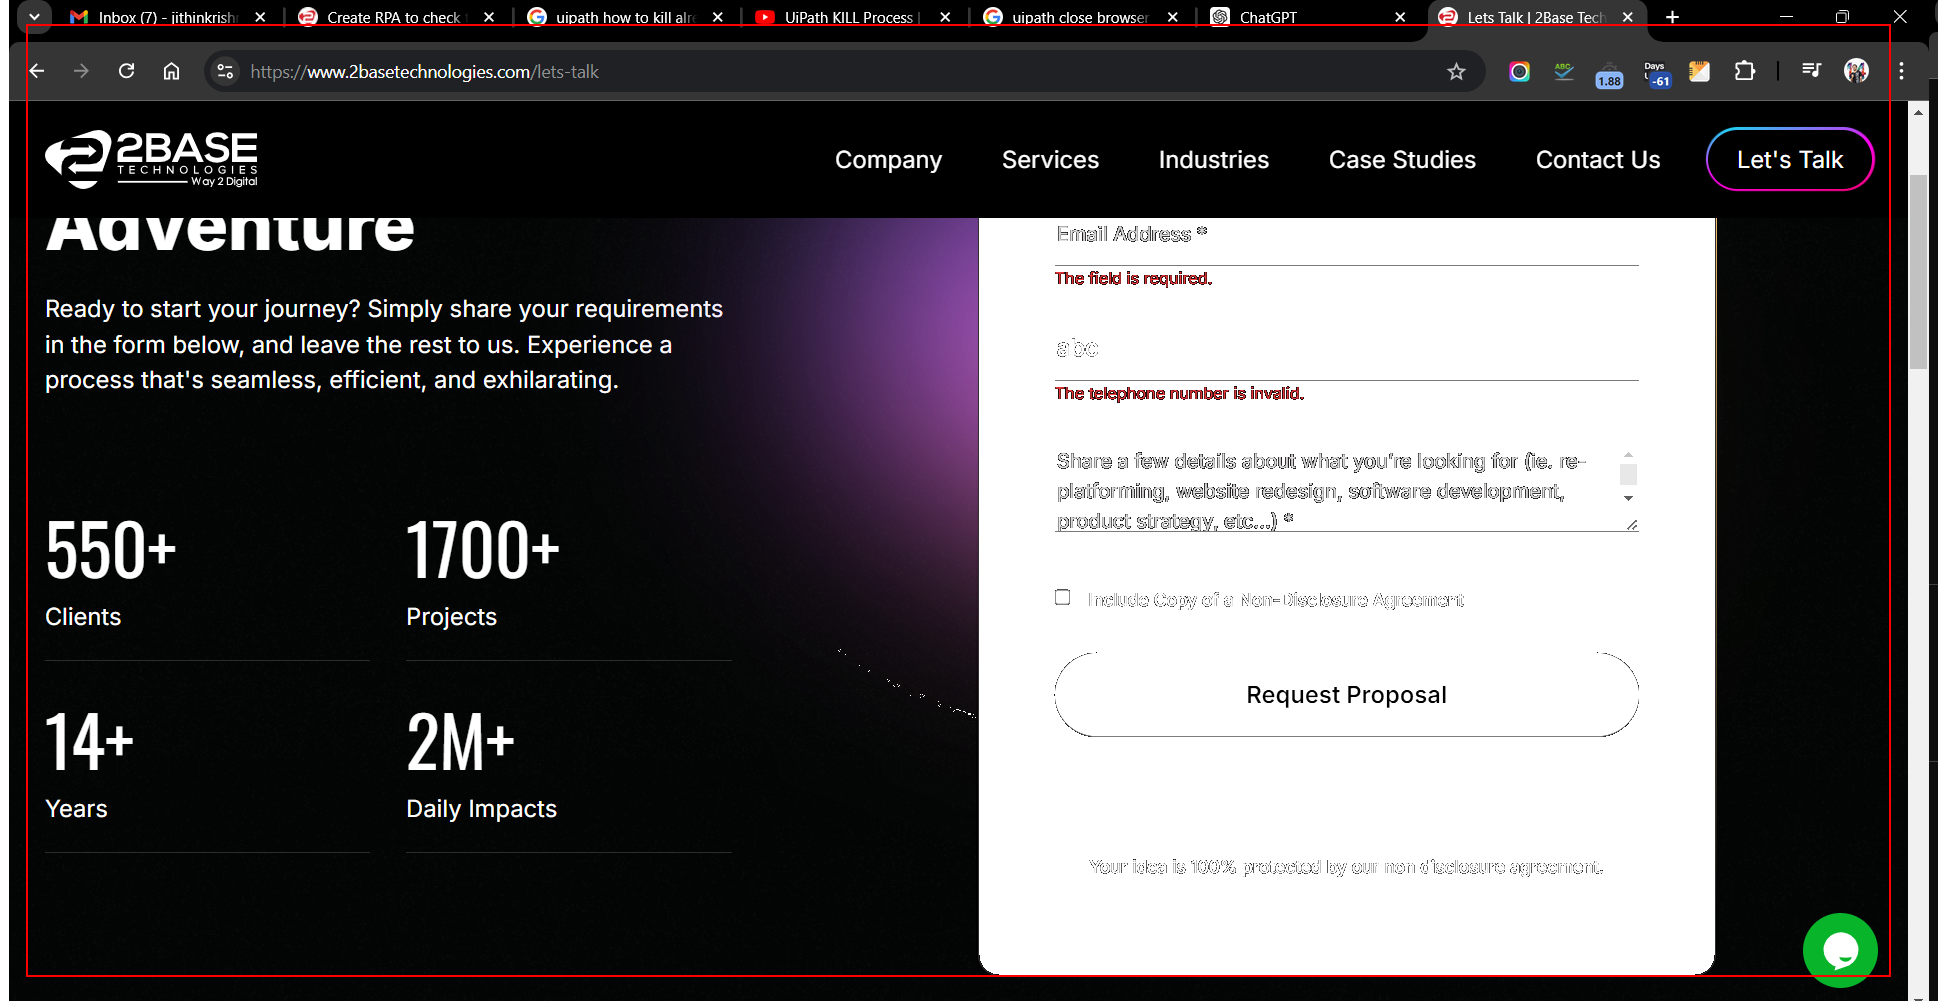 Inbox (7) - jithinkrish
Create RPA to check
uipath how to kill alre
UiPath KILL Process
uipath close browser
ChatGPT
Lets Talk | 2Base Tech
https://www.2basetechnologies.com/lets-talk
ABC
1.88
Days
-61
2BASE
TECHNOLOGIES
Way 2 Digital
Company
Services
Industries
Case Studies
Contact Us
Let's Talk
Adventure
Ready to start your journey? Simply share your requirements
in the form below, and leave the rest to us. Experience a
process that's seamless, efficient, and exhilarating.
550+
Clients
1700+
Projects
14+
Years
2M+
Daily Impacts
Email Address *
The field is required.
abc
The telephone number is invalid.
Share a few details about what you're looking for (ie. re-
platforming, website redesign, software development,
product strategy, etc...) *
Include Copy of a Non-Disclosure Agreement
Request Proposal
Your idea is 100% protected by our non disclosure agreement.